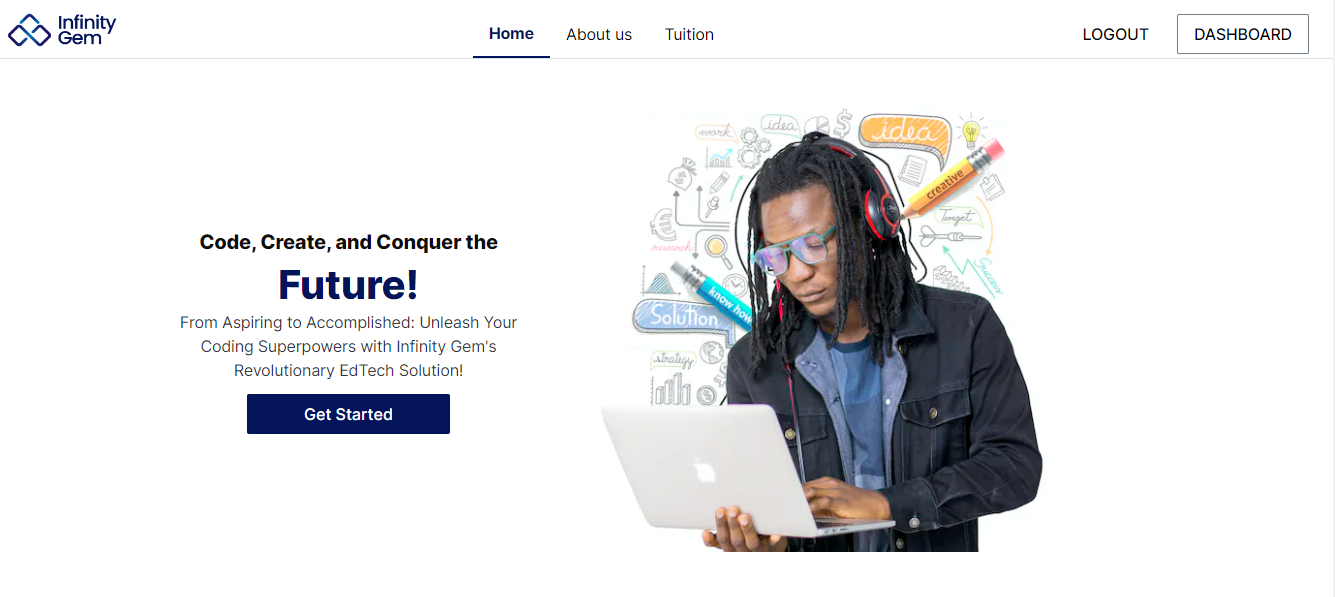 Infinity
Gem
Home
About us
Tuition
LOGOUT
DASHBOARD
Code, Create, and Conquer the
Future!
From Aspiring to Accomplished: Unleash Your
Coding Superpowers with Infinity Gem's
Revolutionary EdTech Solution!
Get Started
work
idea
idea
creative
Target
research
Success
know how
Solution
strategy